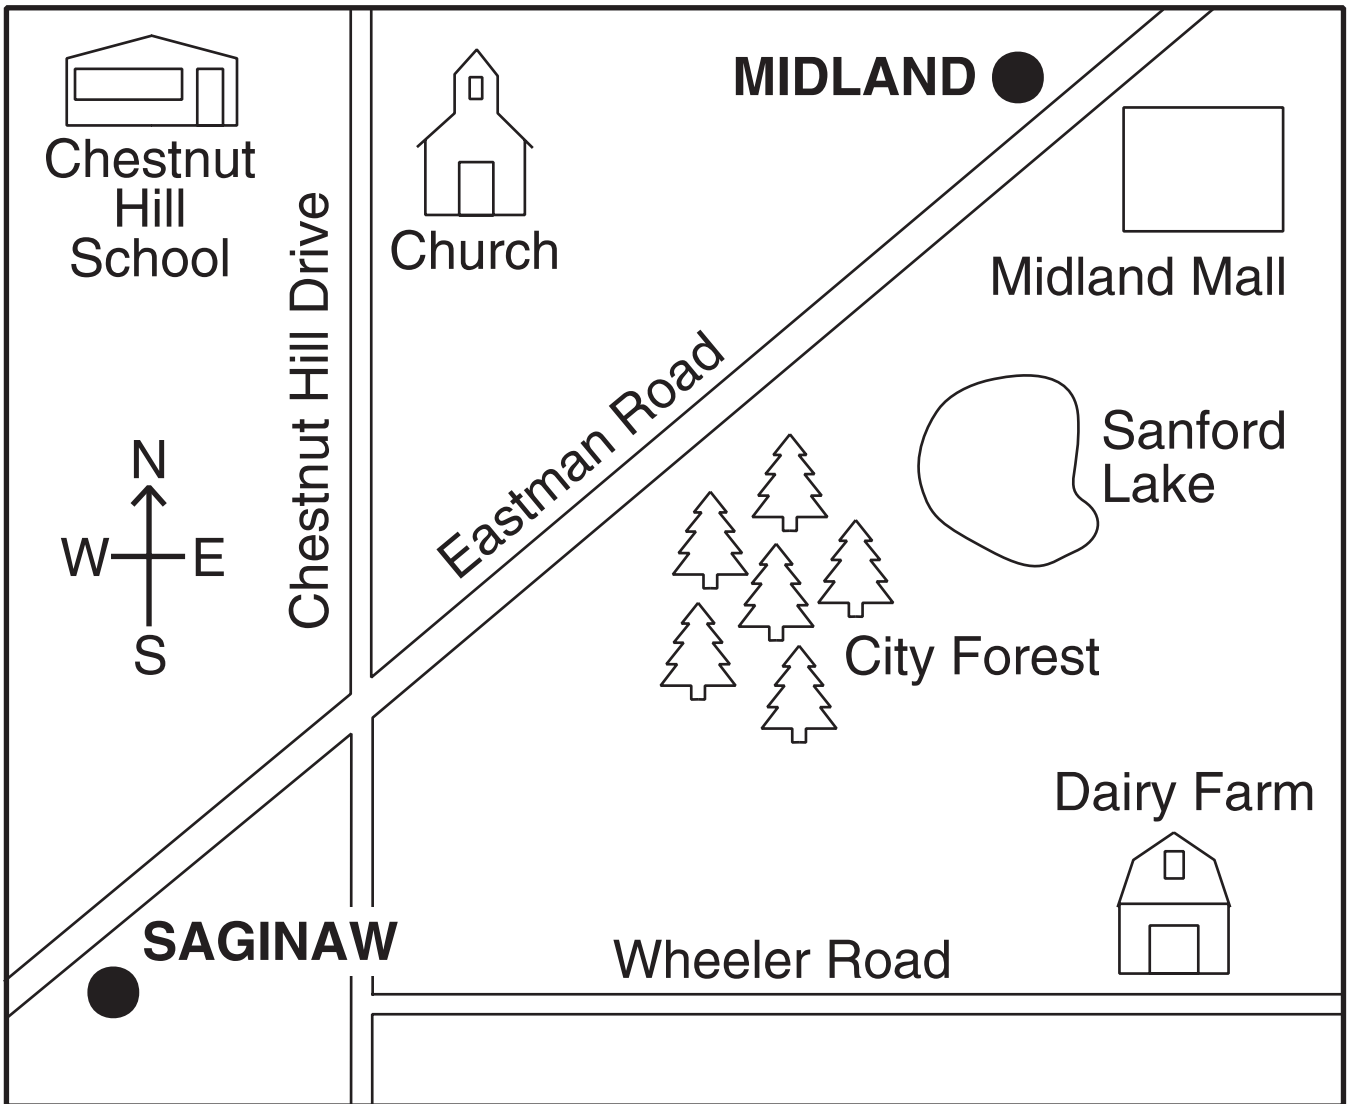 MIDLAND
Chestnut
Hill
School
Chestnut Hill Drive
Church
Midland Mall
Eastman Road
Sanford
Lake
N
W E
S
City Forest
Dairy Farm
SAGINAW
Wheeler Road